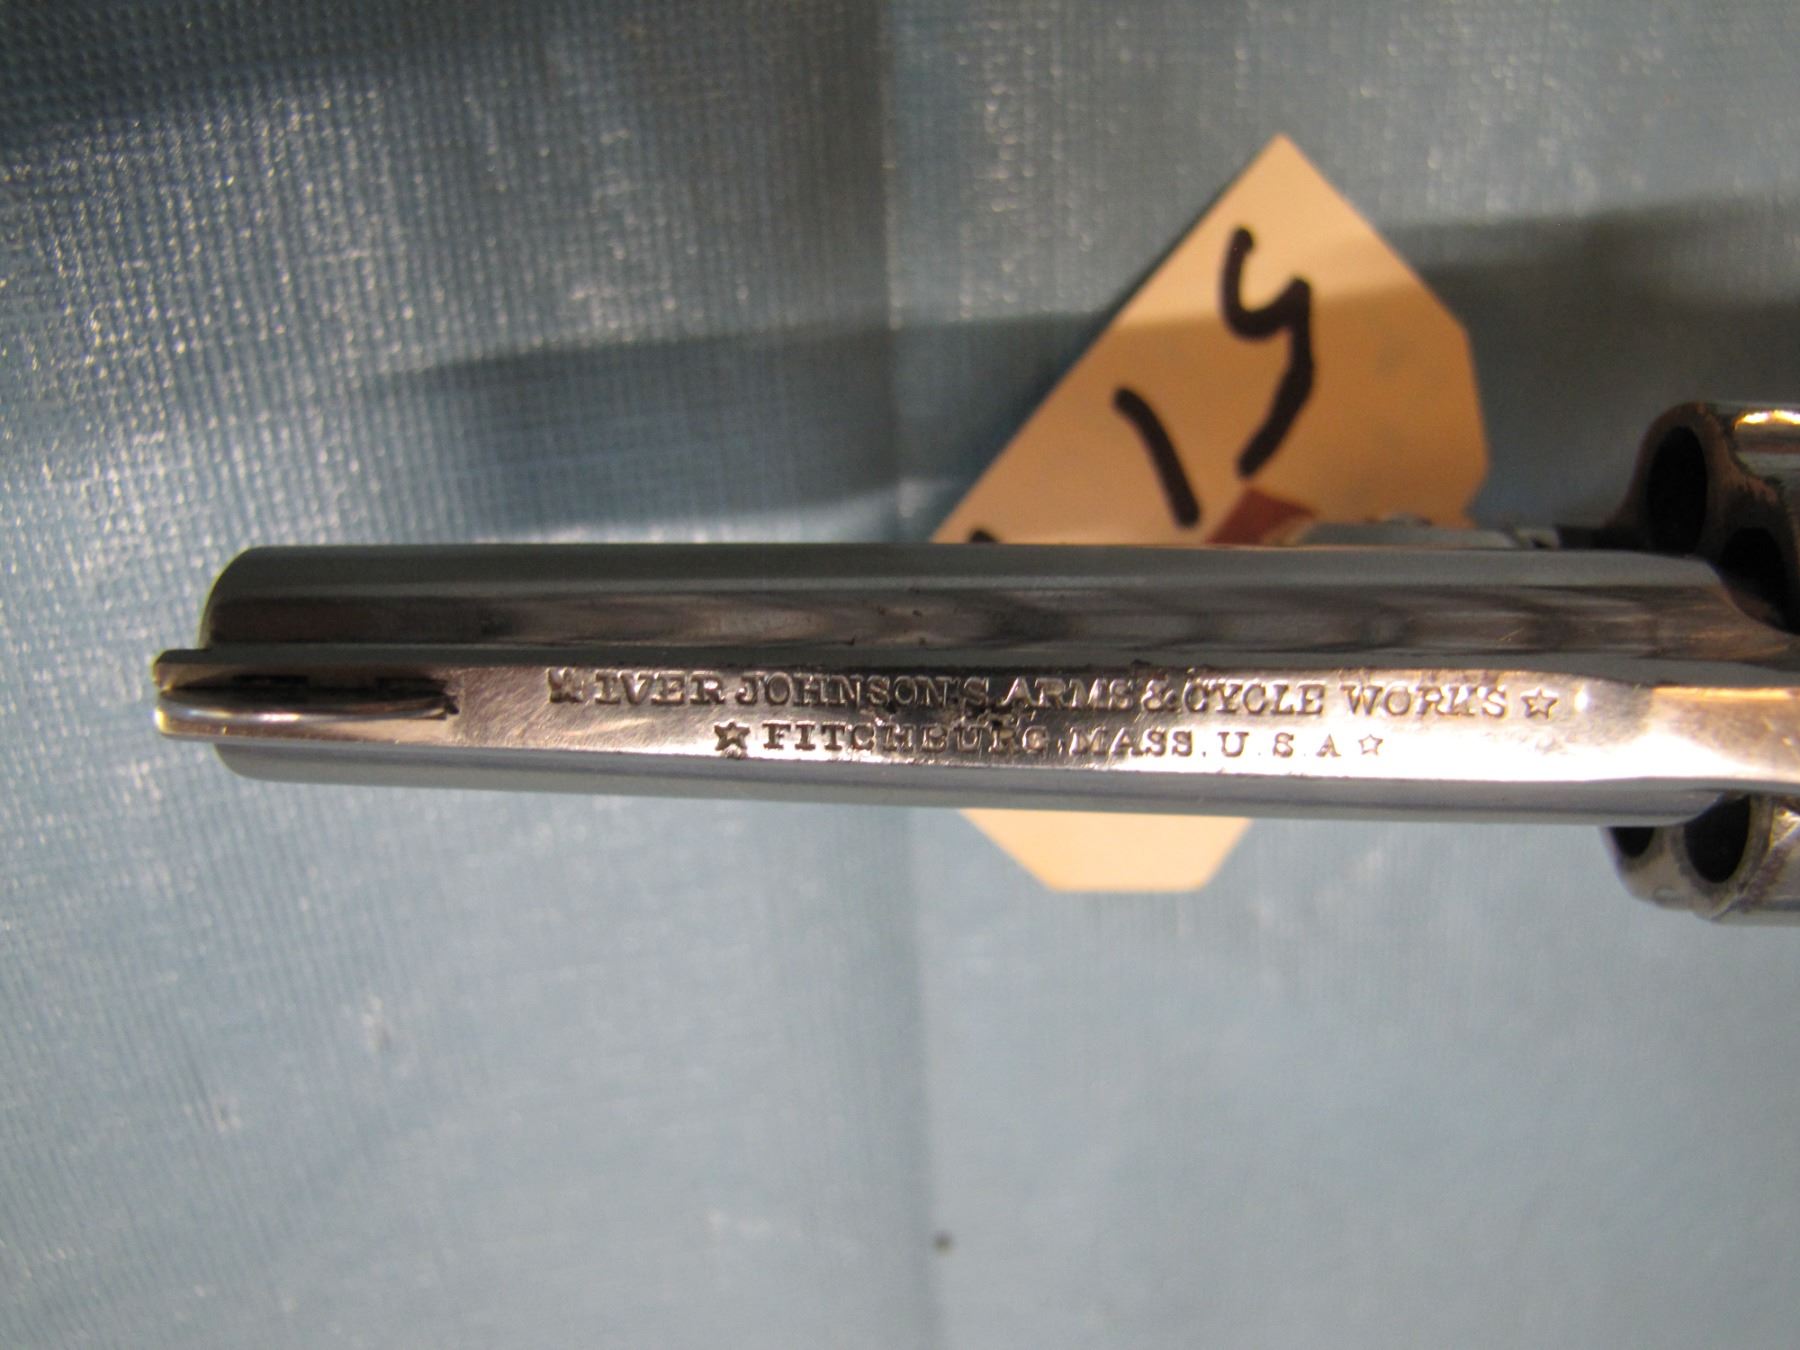 ★ IVER JOHNSON'S ARMS & CYCLE WORKS ☆
☆ FITCHBURG, MASS. U.S.A ☆